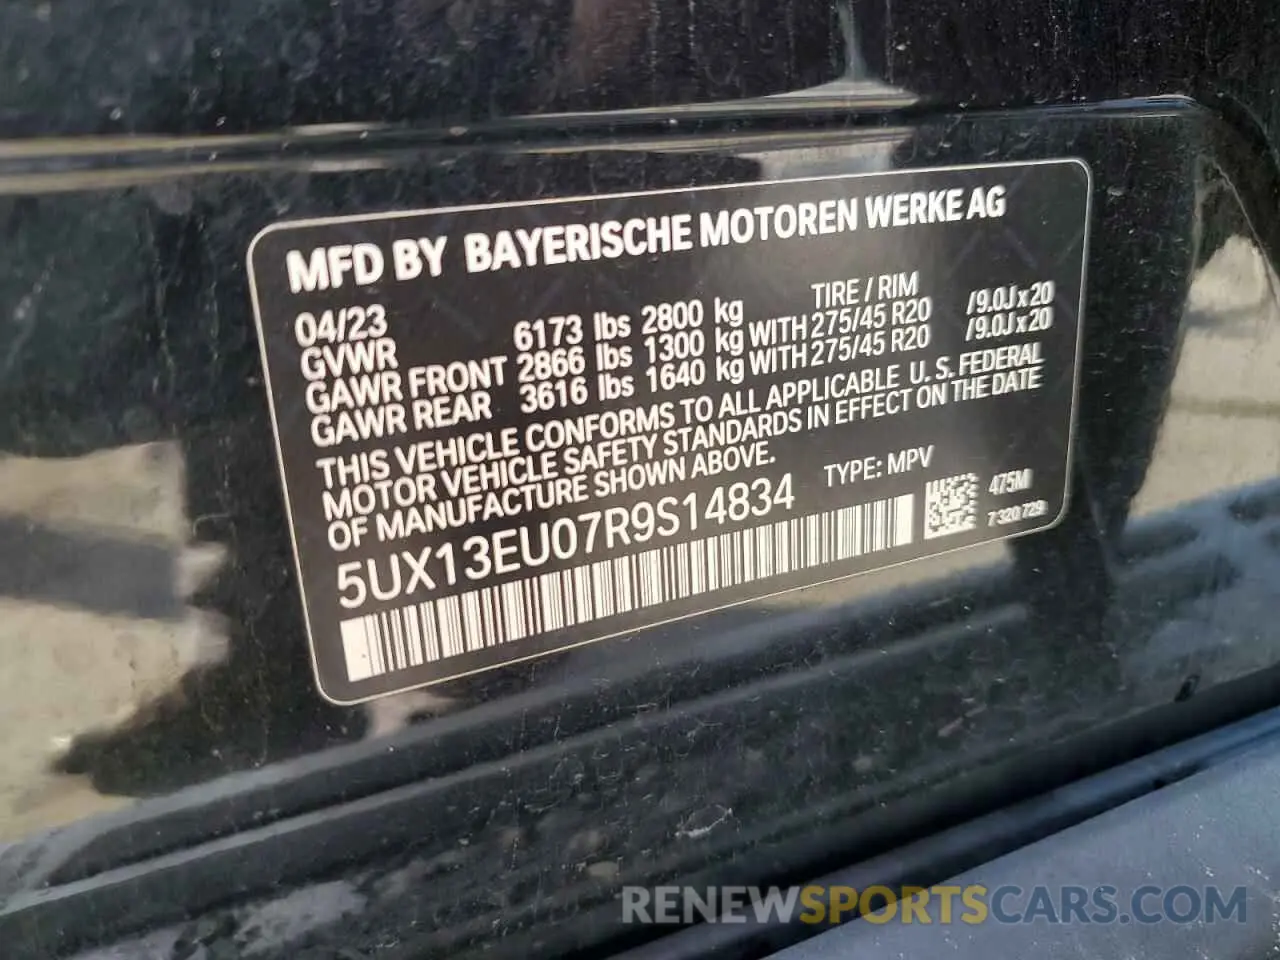 MFD BY BAYERISCHE MOTOREN WERKE AG
04/23 TIRE / RIM
GVWR 6173 lbs 2800 kg
GAWR FRONT 2866 lbs 1300 kg WITH 275/45 R20 /9.0J x 20
GAWR REAR 3616 lbs 1640 kg WITH 275/45 R20 /9.0J x 20
THIS VEHICLE CONFORMS TO ALL APPLICABLE U. S. FEDERAL
MOTOR VEHICLE SAFETY STANDARDS IN EFFECT ON THE DATE
OF MANUFACTURE SHOWN ABOVE.
TYPE: MPV
5UX13EU07R9S14834
475M
7 320 729
RENEWSPORTSCARS.COM